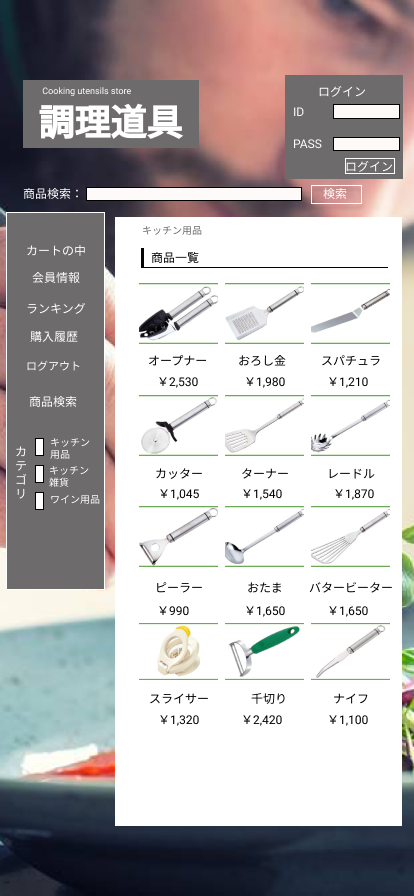 Cooking utensils store
調理道具
ログイン
ID
PASS
ログイン
商品検索：
検索
カートの中
会員情報
ランキング
購入履歴
ログアウト
商品検索
カテゴリ
キッチン
用品
キッチン
雑貨
ワイン用品
キッチン用品
商品一覧
オープナー
おろし金
スパチュラ
￥2,530
￥1,980
￥1,210
カッター
ターナー
レードル
￥1,045
￥1,540
￥1,870
ピーラー
おたま
バタービーター
￥990
￥1,650
￥1,650
スライサー
千切り
ナイフ
￥1,320
￥2,420
￥1,100